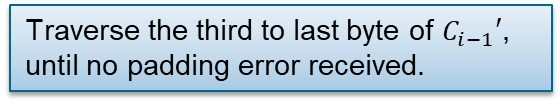 Traverse the third to last byte of $C_{i-1}'$,
until no padding error received.